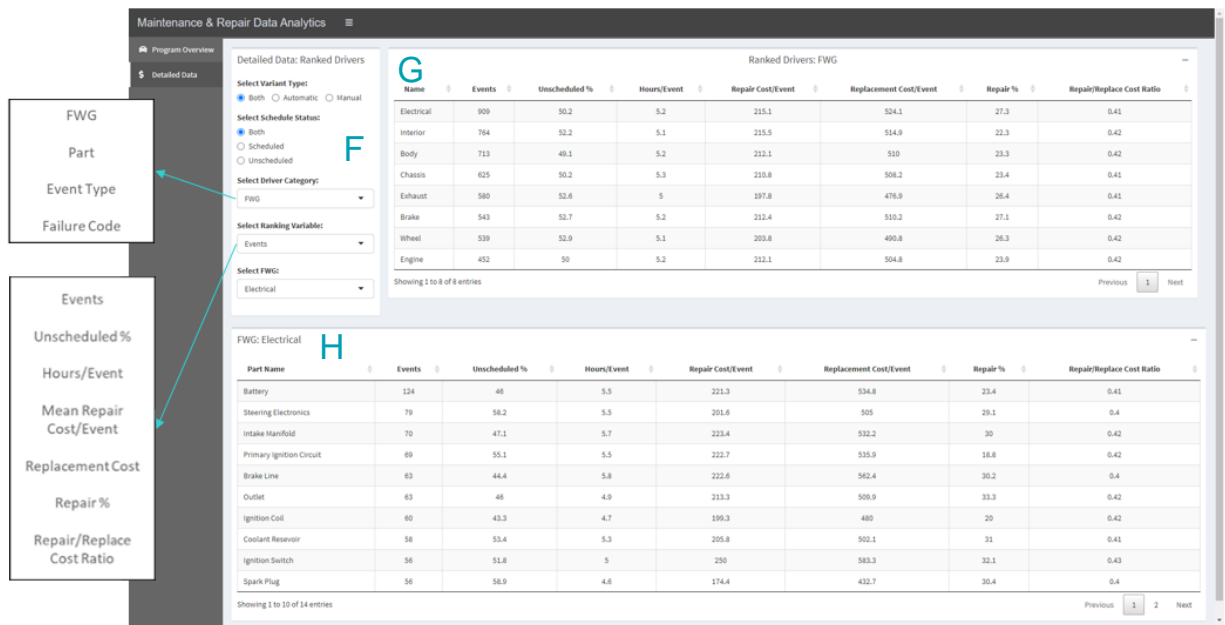 Maintenance & Repair Data Analytics
Program Overview
$ Detailed Data
FWG
Part
Event Type
Failure Code
Events
Unscheduled %
Hours/Event
Mean Repair
Cost/Event
Replacement Cost
Repair %
Repair/Replace
Cost Ratio
Detailed Data: Ranked Drivers
Select Variant Type:
Both Automatic Manual
Select Schedule Status:
Both
Scheduled
Unscheduled
F
Select Driver Category:
FWG
Select Ranking Variable:
Events
Select FWG:
Electrical
G
Ranked Drivers: FWG
Name Events Unscheduled % Hours/Event Repair Cost/Event Replacement Cost/Event Repair % Repair/Replace Cost Ratio
Electrical 909 50.2 5.2 215.1 524.1 27.3 0.41
Interior 764 52.2 5.1 215.5 514.9 22.3 0.42
Body 713 49.1 5.2 212.1 510 23.3 0.42
Chassis 625 50.2 5.3 210.8 508.2 23.4 0.41
Exhaust 580 52.6 5 197.8 476.9 26.4 0.41
Brake 543 52.7 5.2 212.4 510.2 27.1 0.42
Wheel 539 52.9 5.1 203.8 490.8 26.3 0.42
Engine 452 50 5.2 212.1 504.8 23.9 0.42
Showing 1 to 8 of 8 entries
Previous 1 Next
FWG: Electrical
H
Part Name Events Unscheduled % Hours/Event Repair Cost/Event Replacement Cost/Event Repair % Repair/Replace Cost Ratio
Battery 124 46 5.5 221.3 534.8 23.4 0.41
Steering Electronics 79 58.2 5.5 201.6 505 29.1 0.4
Intake Manifold 70 47.1 5.7 223.4 532.2 30 0.42
Primary Ignition Circuit 69 55.1 5.5 222.7 535.9 18.8 0.42
Brake Line 63 44.4 5.8 222.6 562.4 30.2 0.4
Outlet 63 46 4.9 213.3 509.9 33.3 0.42
Ignition Coil 60 43.3 4.7 199.3 480 20 0.42
Coolant Resevoir 58 53.4 5.3 205.8 502.1 31 0.41
Ignition Switch 56 51.8 5 250 583.3 32.1 0.43
Spark Plug 56 58.9 4.6 174.4 432.7 30.4 0.4
Showing 1 to 10 of 14 entries
Previous 1 2 Next